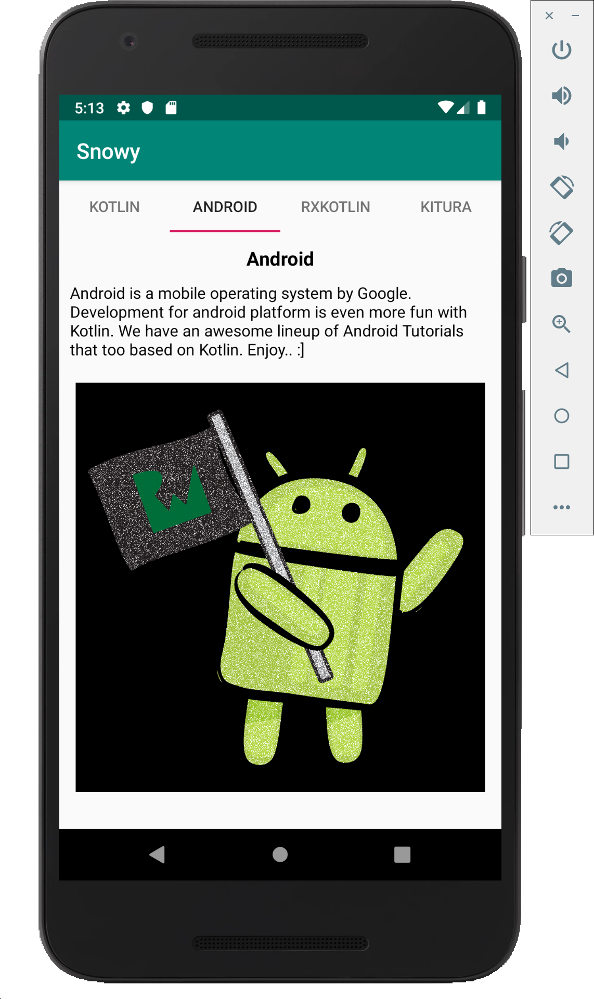 5:13
Snowy
KOTLIN ANDROID RXKOTLIN KITURA
Android
Android is a mobile operating system by Google.
Development for android platform is even more fun with
Kotlin. We have an awesome lineup of Android Tutorials
that too based on Kotlin. Enjoy.. :]
RW